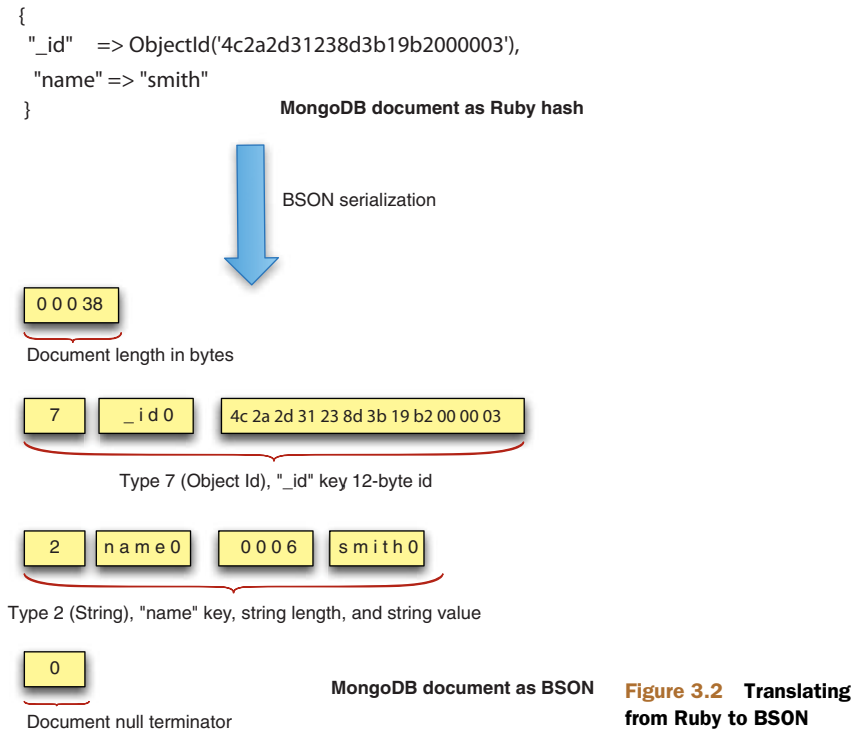 {
"_id" => ObjectId('4c2a2d31238d3b19b2000003'),
"name" => "smith"
}
MongoDB document as Ruby hash
BSON serialization
0 0 0 38
Document length in bytes
7 _ i d 0 4c 2a 2d 31 23 8d 3b 19 b2 00 00 03
Type 7 (Object Id), "_id" key, 12-byte id
2 n a m e 0 0 0 0 6 s m i t h 0
Type 2 (String), "name" key, string length, and string value
0
Document null terminator
MongoDB document as BSON
Figure 3.2 Translating
from Ruby to BSON